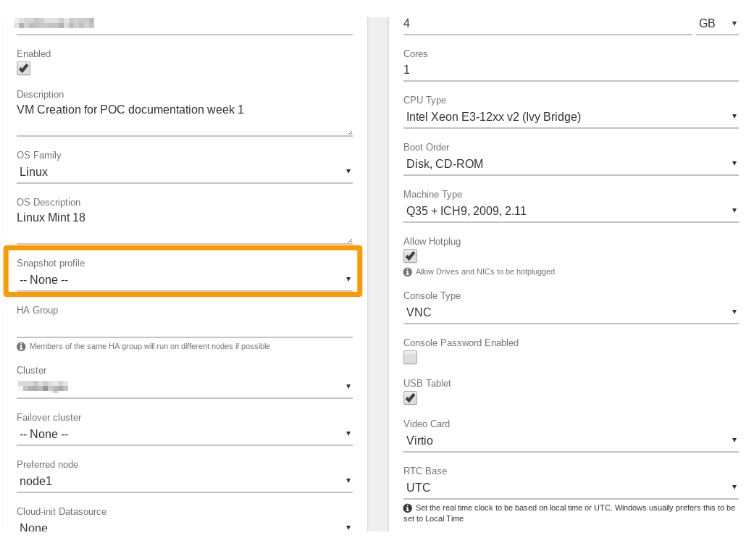 Enabled
Description
VM Creation for POC documentation week 1
OS Family
Linux
OS Description
Linux Mint 18
Snapshot profile
-- None --
HA Group
Members of the same HA group will run on different nodes if possible
Cluster
Failover cluster
-- None --
Preferred node
node1
Cloud-init Datasource
None
4 GB
Cores
1
CPU Type
Intel Xeon E3-12xx v2 (Ivy Bridge)
Boot Order
Disk, CD-ROM
Machine Type
Q35 + ICH9, 2009, 2.11
Allow Hotplug
Allow Drives and NICs to be hotplugged
Console Type
VNC
Console Password Enabled
USB Tablet
Video Card
Virtio
RTC Base
UTC
Set the real time clock to be based on local time or UTC. Windows usually prefers this to be
set to Local Time